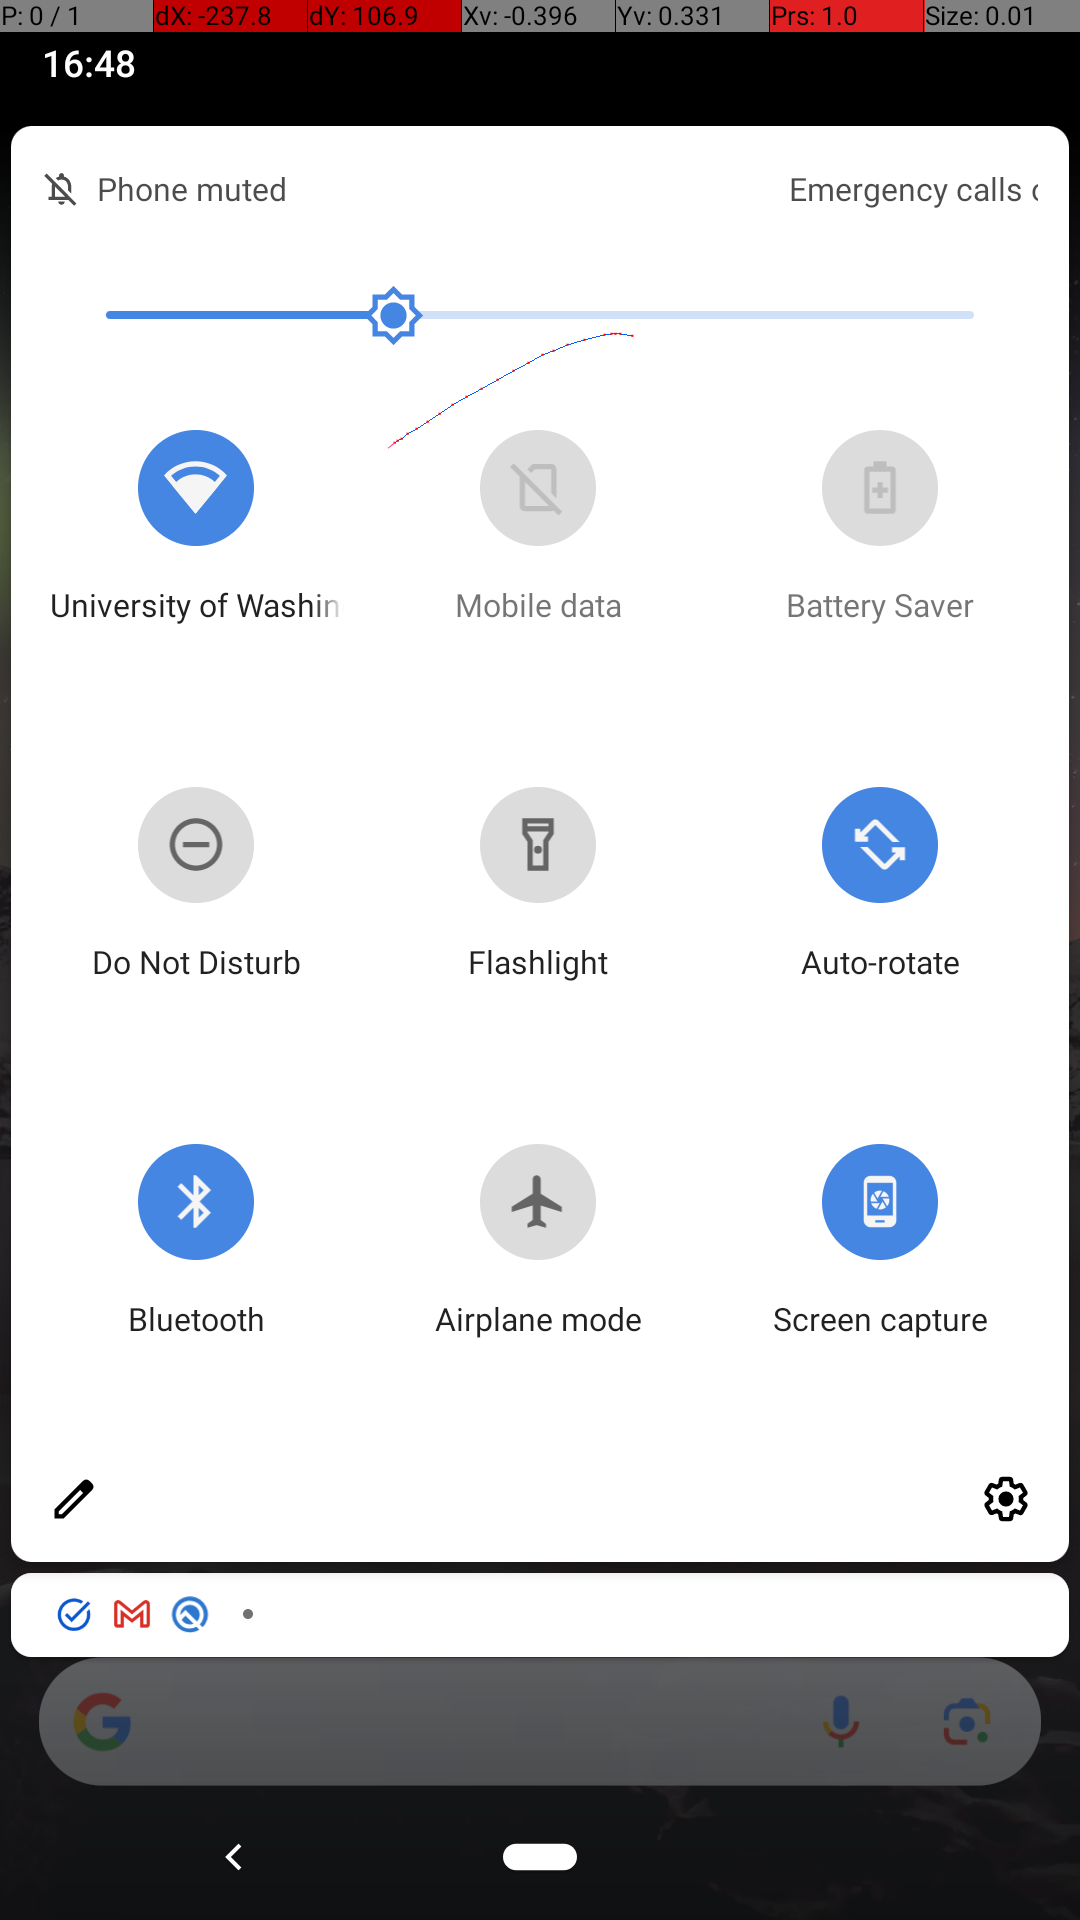 P: 0 / 1 dX: -237.8 dY: 106.9 Xv: -0.396 Yv: 0.331 Prs: 1.0 Size: 0.01
16:48
Phone muted Emergency calls
University of Washin Mobile data Battery Saver
Do Not Disturb Flashlight Auto-rotate
Bluetooth Airplane mode Screen capture